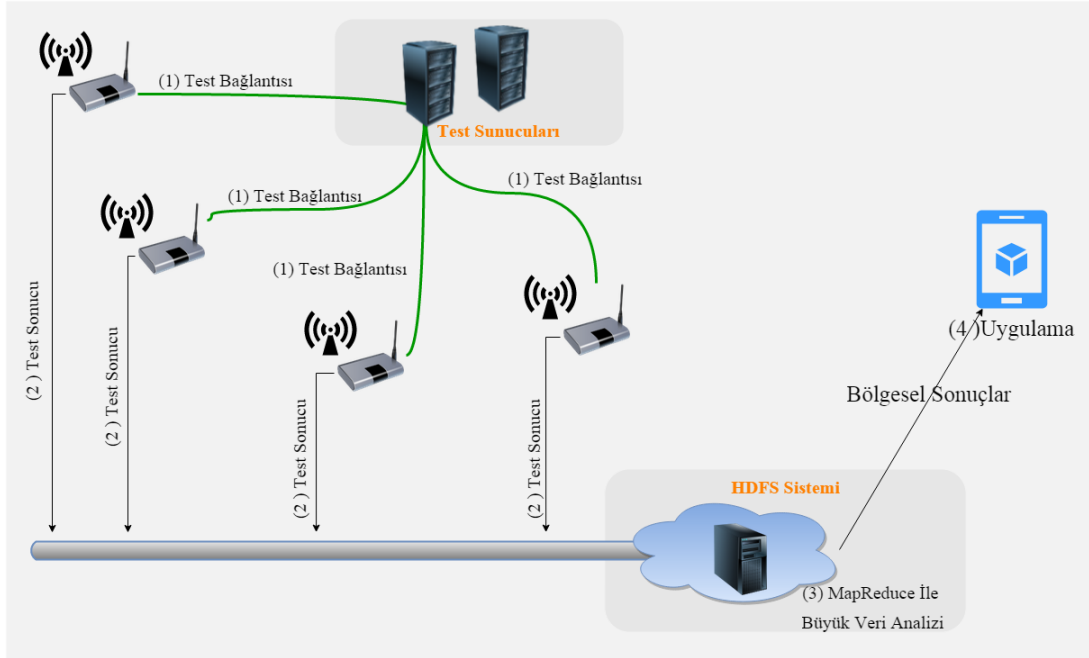 (1) Test Bağlantısı
Test Sunucuları
(1) Test Bağlantısı
(1) Test Bağlantısı
(1) Test Bağlantısı
(2 ) Test Sonucu
(2 ) Test Sonucu
(2 ) Test Sonucu
(2 ) Test Sonucu
(4 )Uygulama
Bölgesel Sonuçlar
HDFS Sistemi
(3) MapReduce İle
Büyük Veri Analizi